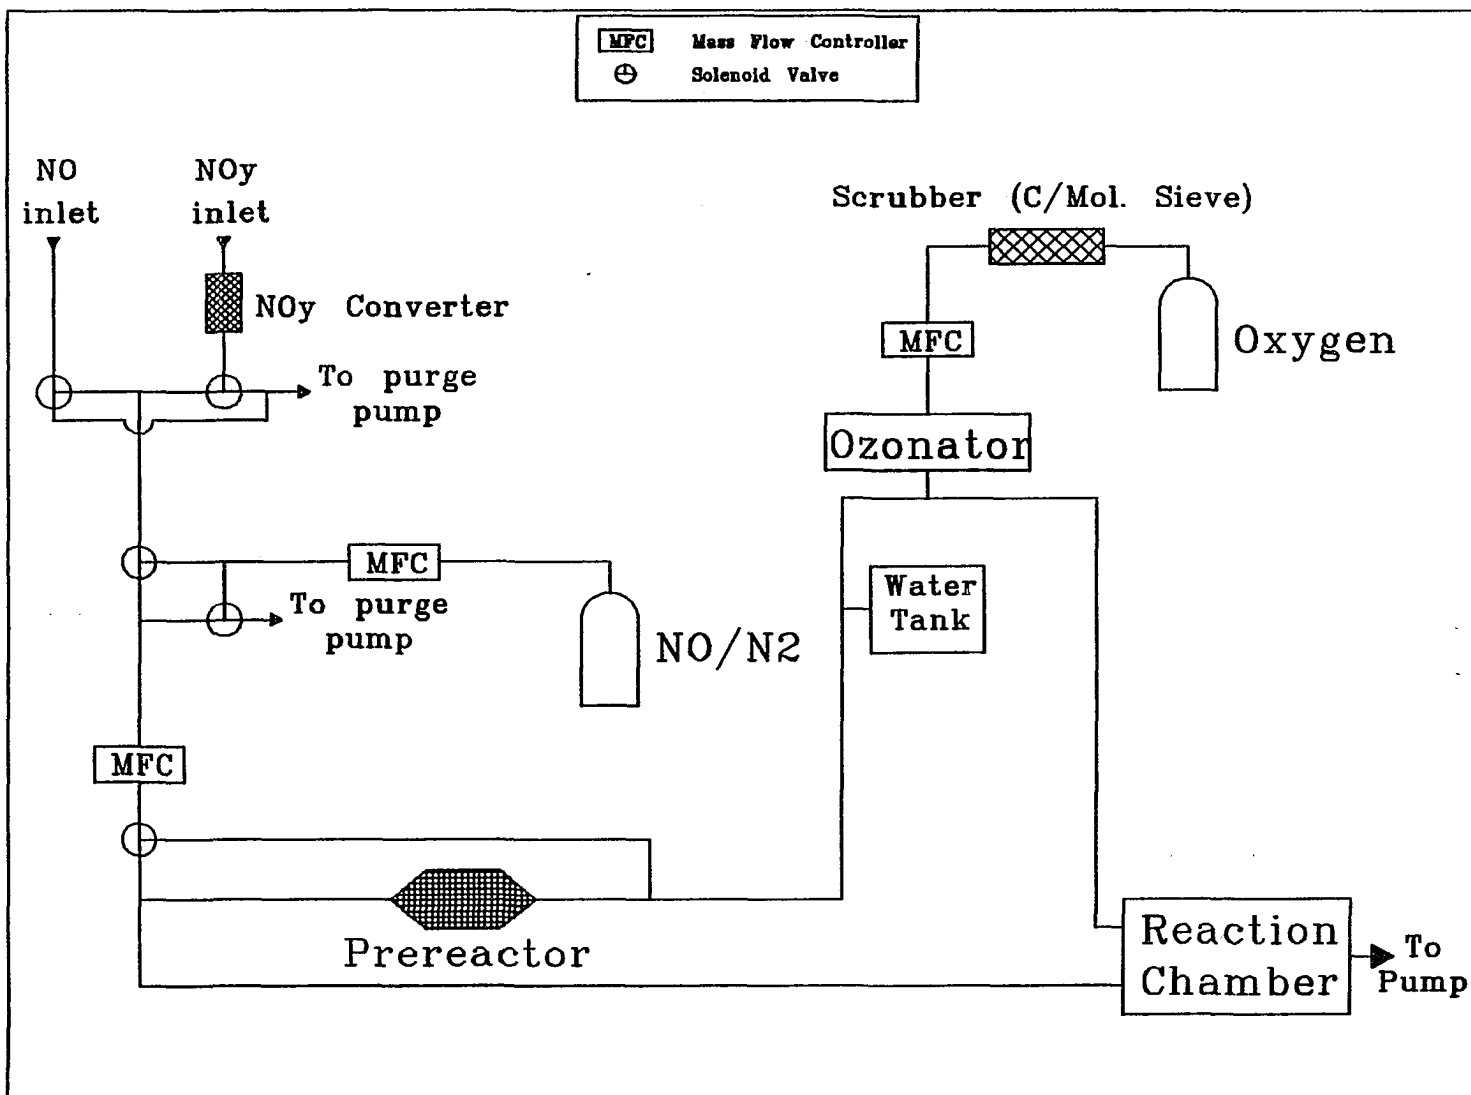 MFC Mass Flow Controller
Solenoid Valve
NO
inlet
NOy
inlet
NOy Converter
To purge
pump
Scrubber (C/Mol. Sieve)
MFC
Oxygen
Ozonator
MFC
To purge
pump
NO/N2
Water
Tank
MFC
Prereactor
Reaction
Chamber
To
Pump